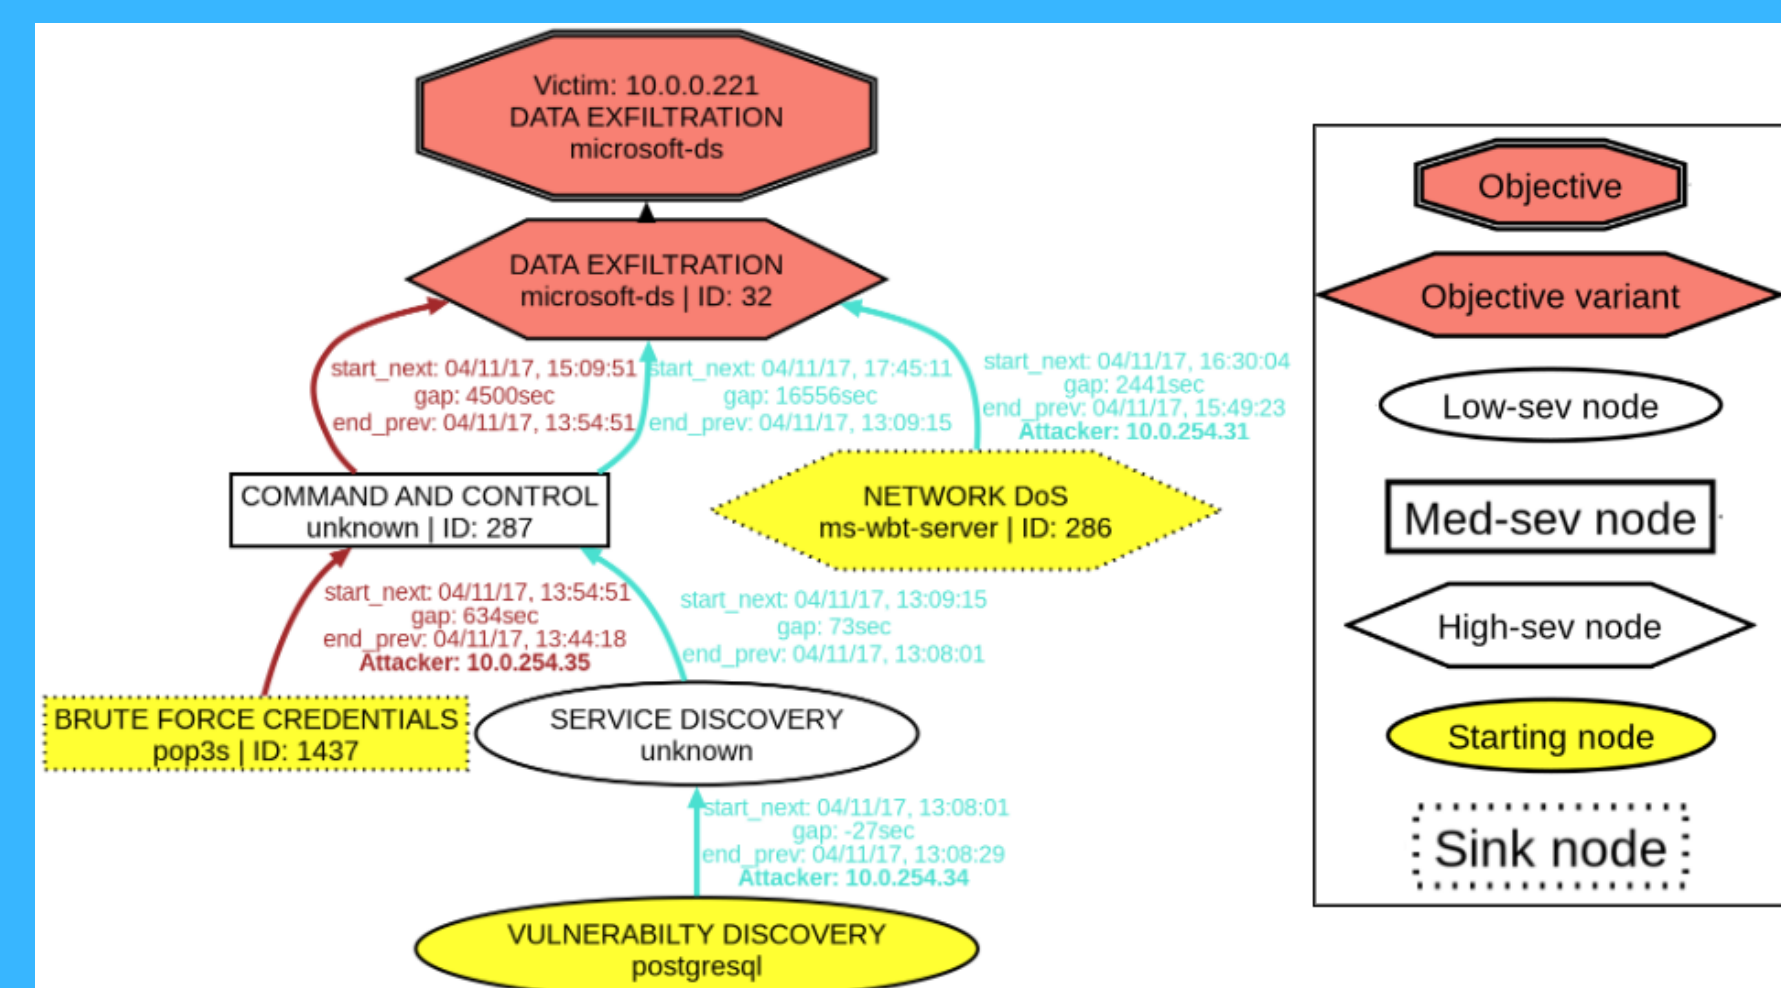 Victim: 10.0.0.221
DATA EXFILTRATION
microsoft-ds
DATA EXFILTRATION
microsoft-ds | ID: 32
start_next: 04/11/17, 15:09:51
gap: 4500sec
end_prev: 04/11/17, 13:54:51
start_next: 04/11/17, 17:45:11
gap: 16556sec
end_prev: 04/11/17, 13:09:15
start_next: 04/11/17, 16:30:04
gap: 2441sec
end_prev: 04/11/17, 15:49:23
Attacker: 10.0.254.31
COMMAND AND CONTROL
unknown | ID: 287
NETWORK DoS
ms-wbt-server | ID: 286
start_next: 04/11/17, 13:54:51
gap: 634sec
end_prev: 04/11/17, 13:44:18
Attacker: 10.0.254.35
start_next: 04/11/17, 13:09:15
gap: 73sec
end_prev: 04/11/17, 13:08:01
BRUTE FORCE CREDENTIALS
pop3s | ID: 1437
SERVICE DISCOVERY
unknown
start_next: 04/11/17, 13:08:01
gap: -27sec
end_prev: 04/11/17, 13:08:29
Attacker: 10.0.254.34
VULNERABILTY DISCOVERY
postgresql
Objective
Objective variant
Low-sev node
Med-sev node
High-sev node
Starting node
Sink node